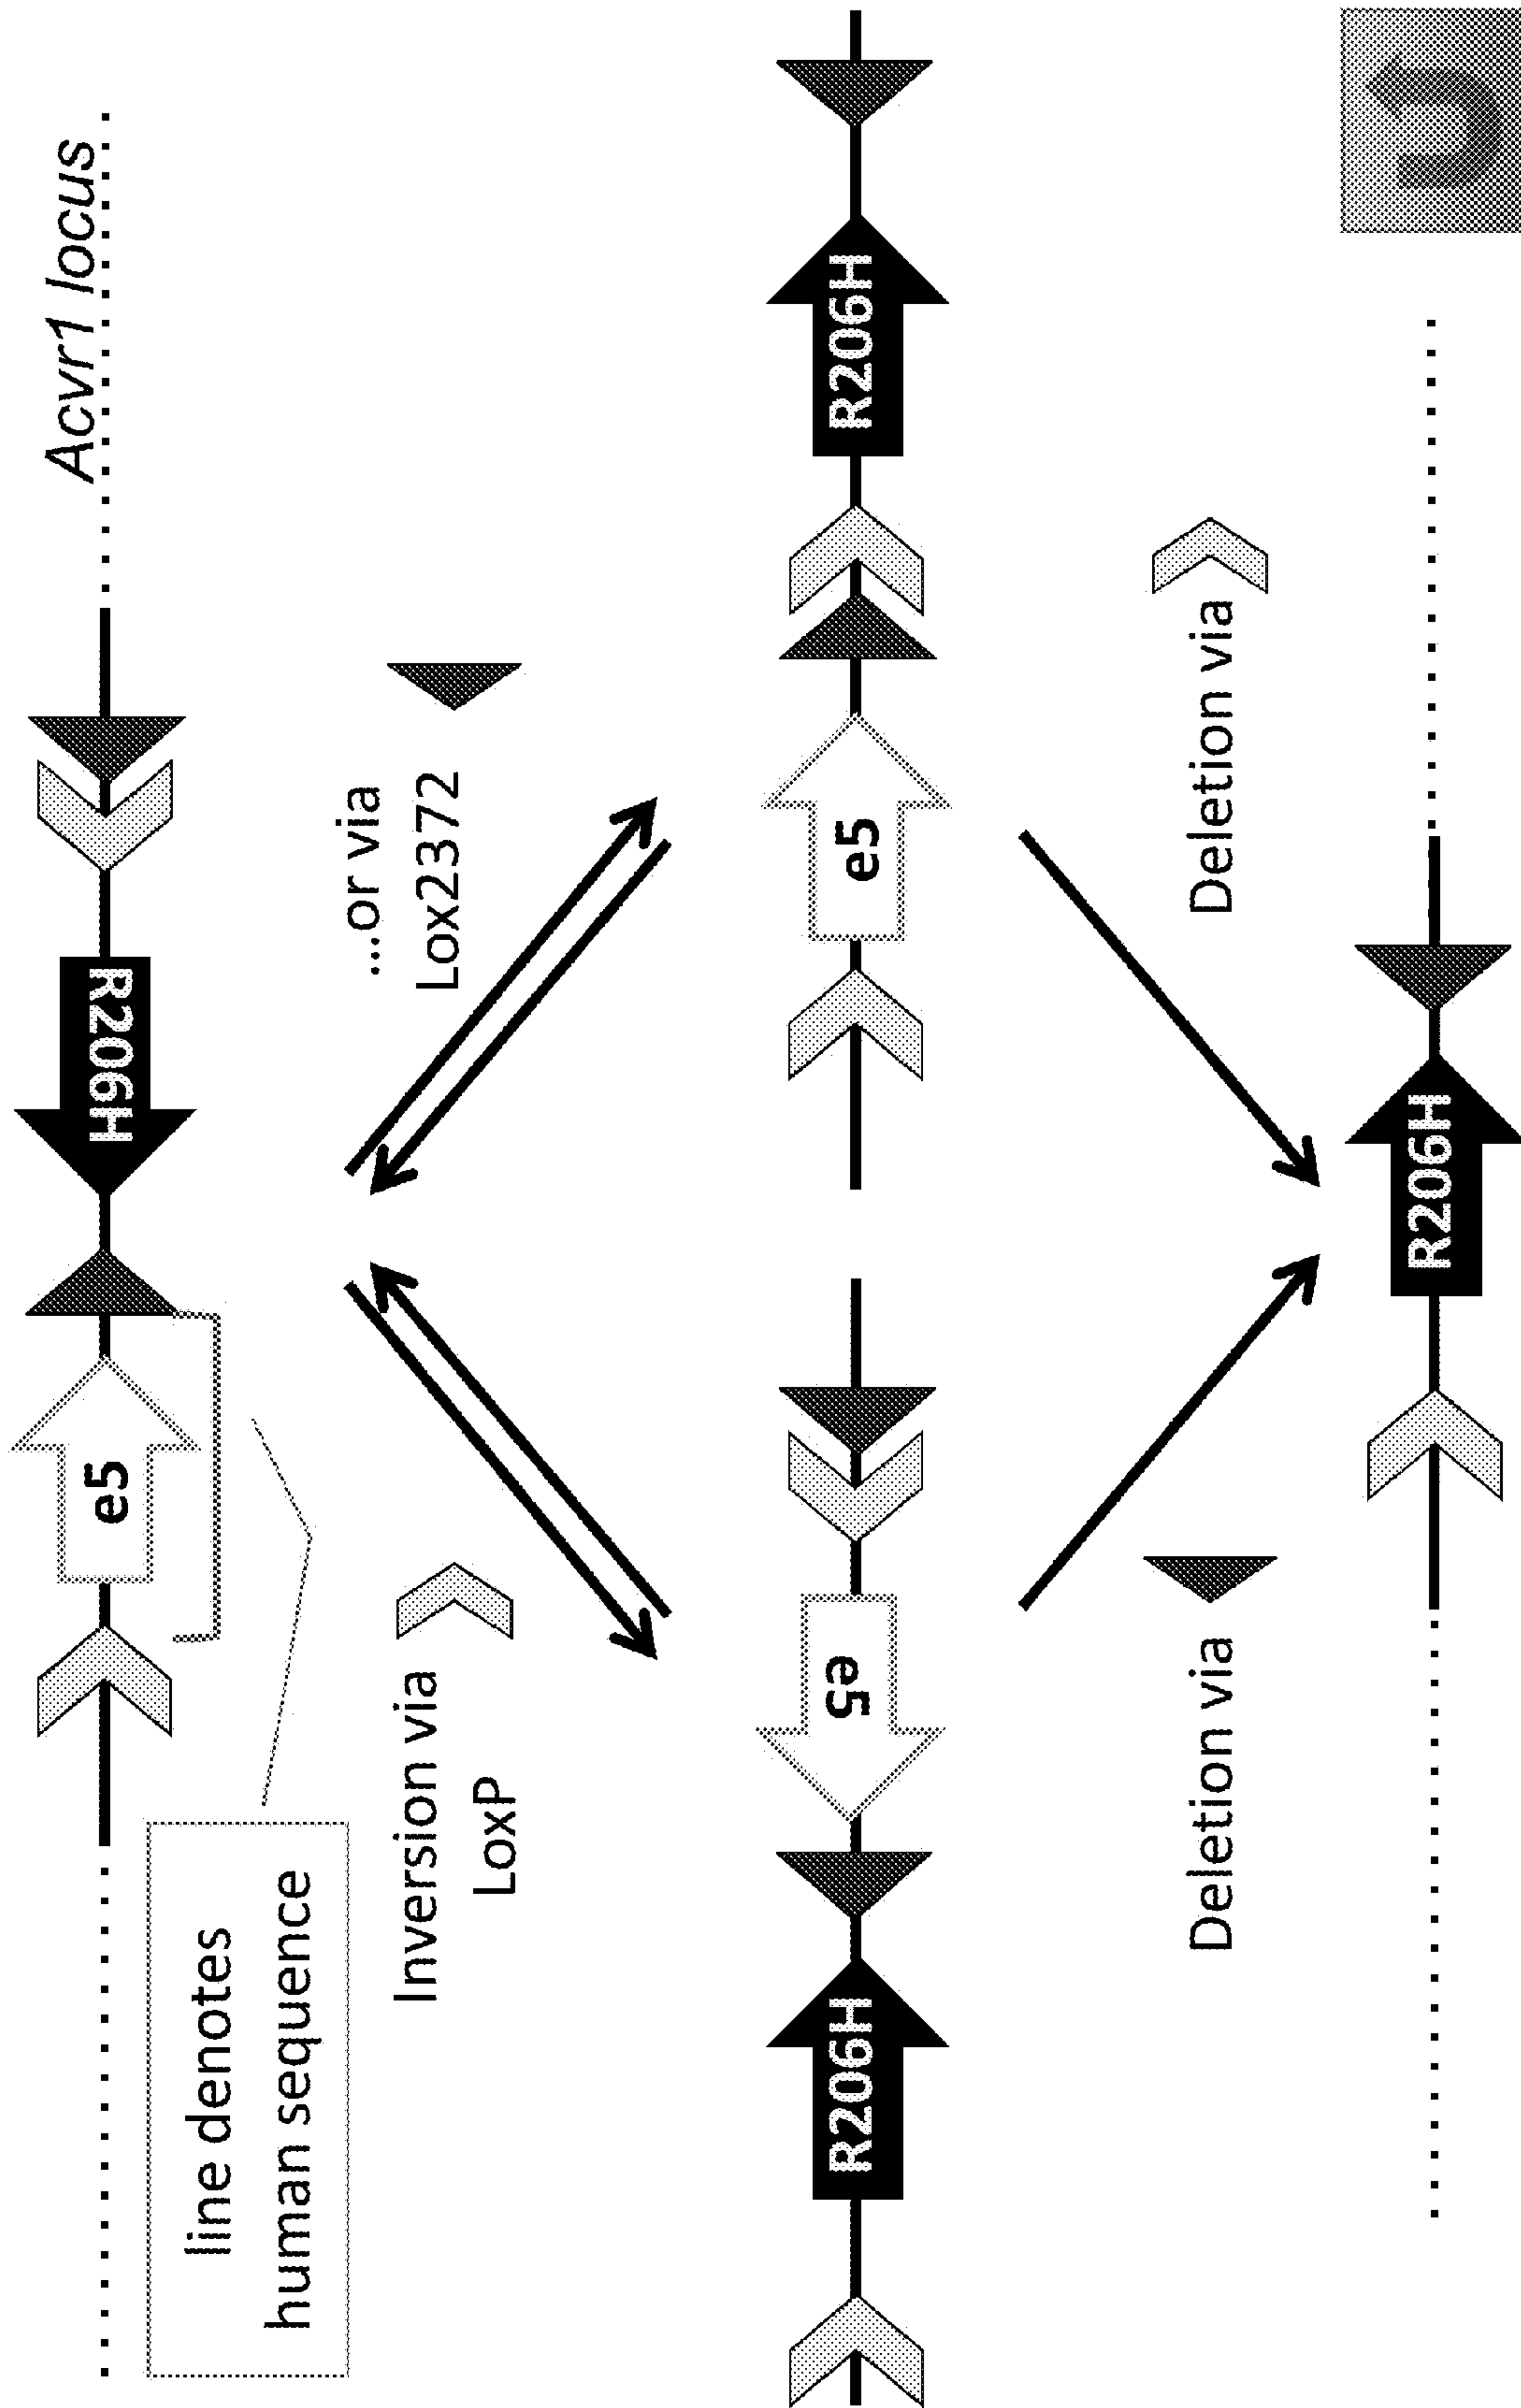 Acvr1 locus
e5
R206H
line denotes
human sequence
Inversion via
LoxP
...or via
Lox2372
R206H
e5
e5
R206H
Deletion via
Deletion via
R206H